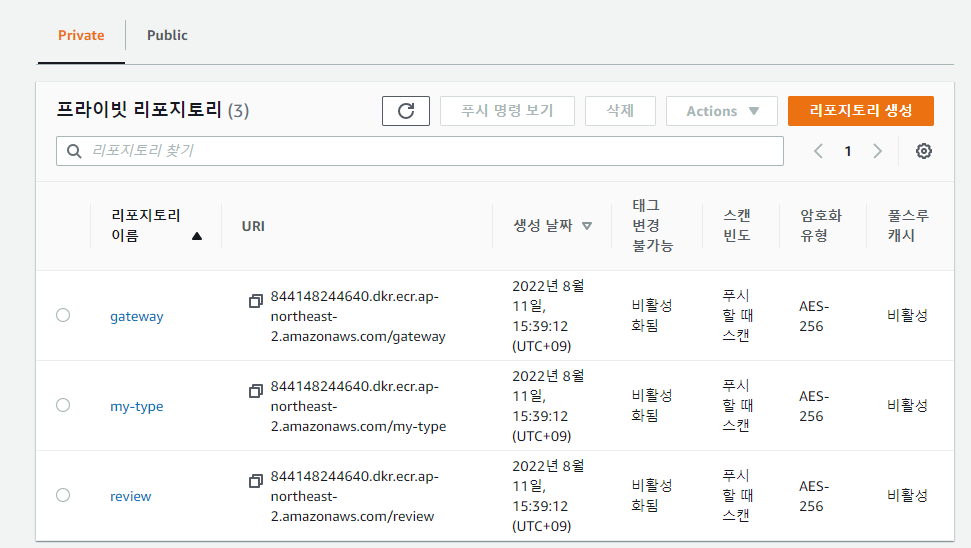 Private
Public
프라이빗 리포지토리 (3)
푸시 명령 보기
삭제
Actions
리포지토리 생성
리포지토리 찾기
1
리포지토리
이름
URI
생성 날짜
태그
변경
불가능
스캔
빈도
암호화
유형
풀스루
캐시
gateway
844148244640.dkr.ecr.ap-
northeast-
2.amazonaws.com/gateway
2022년 8월
11일,
15:39:12
(UTC+09)
비활성
화됨
푸시
할 때
스캔
AES-
256
비활성
my-type
844148244640.dkr.ecr.ap-
northeast-
2.amazonaws.com/my-type
2022년 8월
11일,
15:39:12
(UTC+09)
비활성
화됨
푸시
할 때
스캔
AES-
256
비활성
review
844148244640.dkr.ecr.ap-
northeast-
2.amazonaws.com/review
2022년 8월
11일,
15:39:12
(UTC+09)
비활성
화됨
푸시
할 때
스캔
AES-
256
비활성